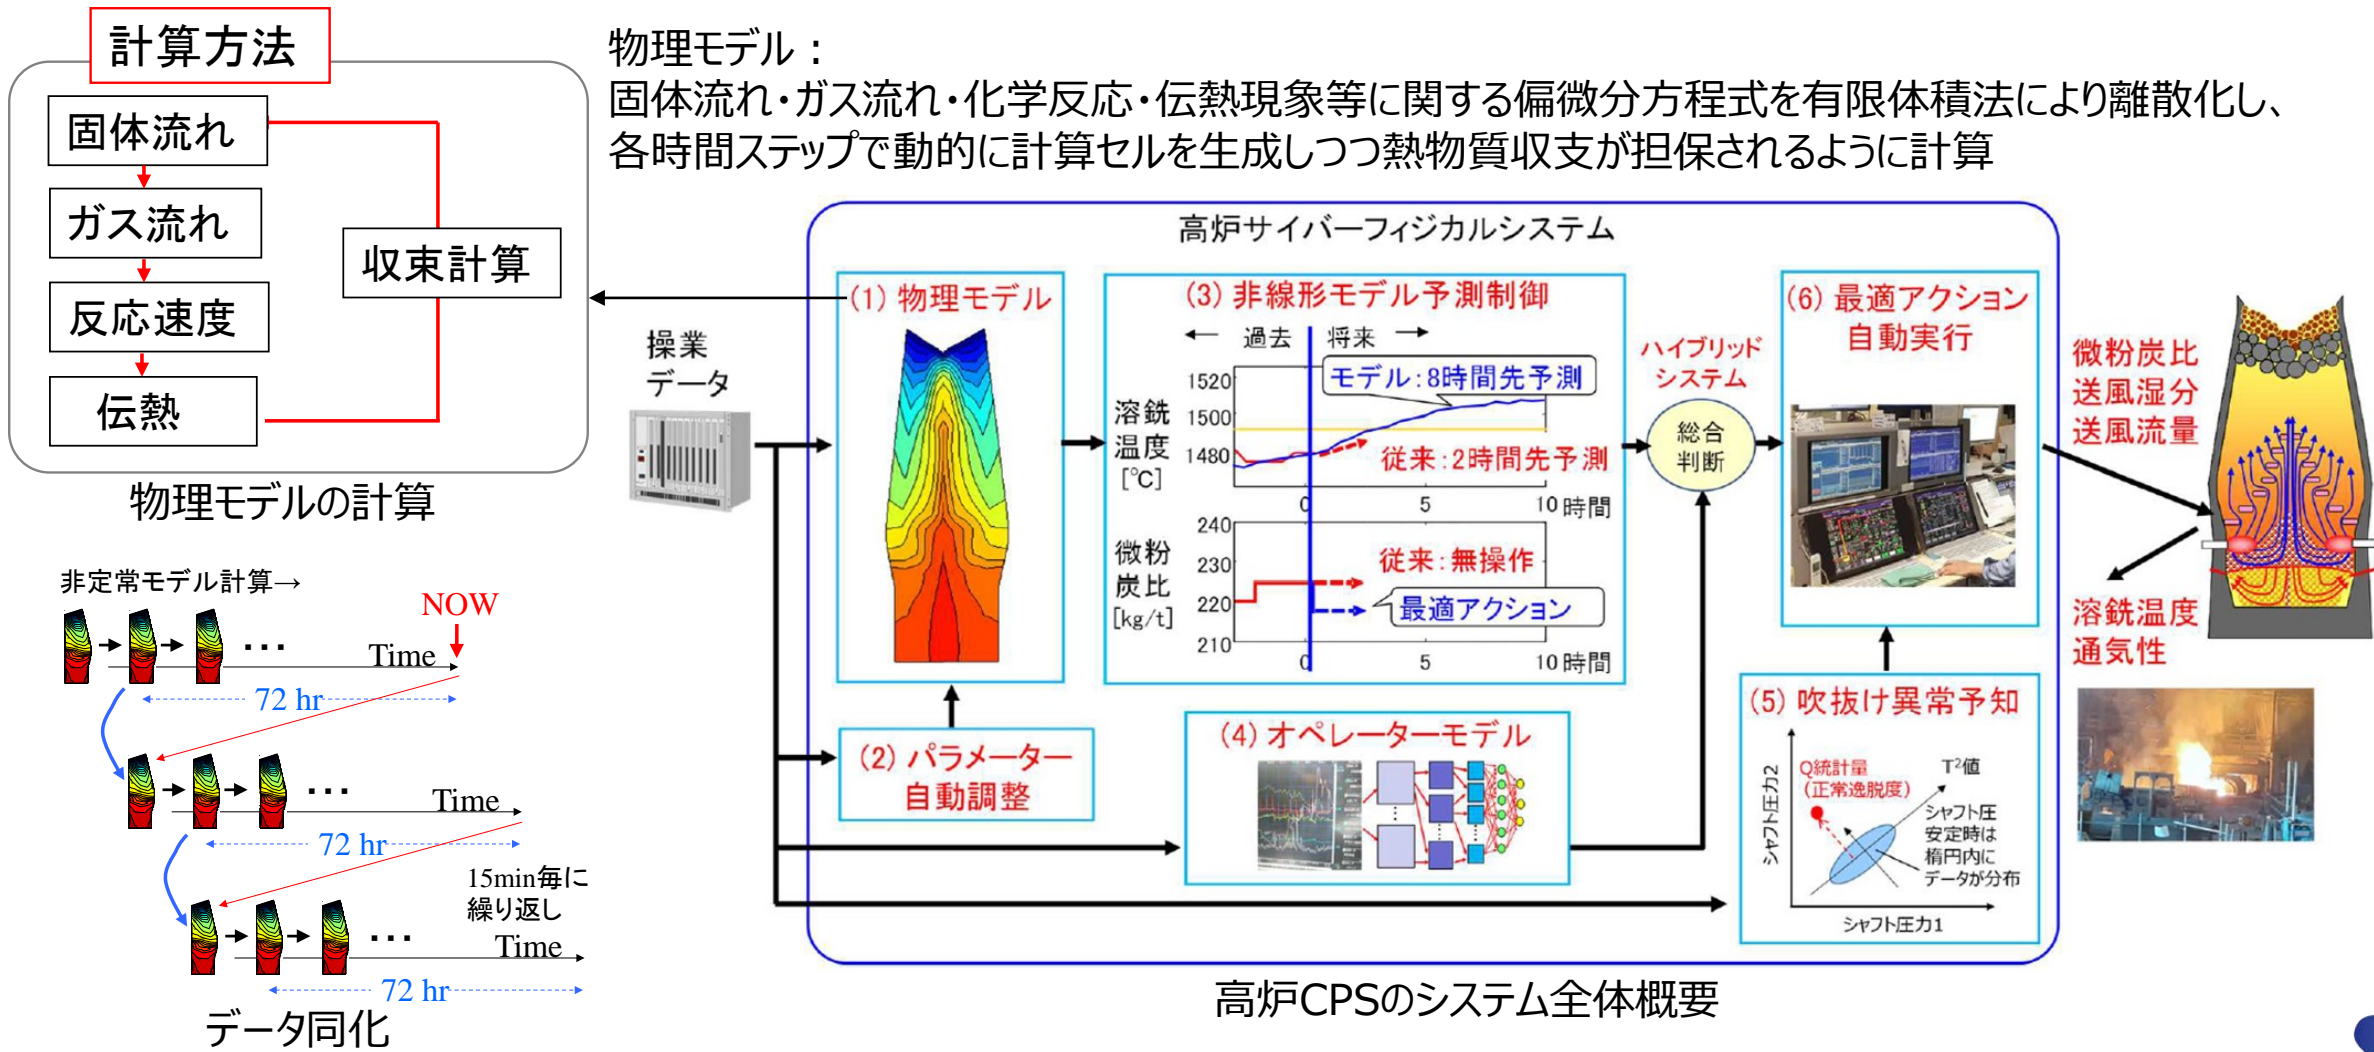 計算方法
固体流れ
ガス流れ
反応速度
伝熱
収束計算
物理モデルの計算
物理モデル：
固体流れ・ガス流れ・化学反応・伝熱現象等に関する偏微分方程式を有限体積法により離散化し、
各時間ステップで動的に計算セルを生成しつつ熱物質収支が担保されるように計算
非定常モデル計算→
NOW
Time
72 hr
Time
72 hr
15min毎に
繰り返し
Time
72 hr
データ同化
高炉サイバーフィジカルシステム
操業
データ
(1) 物理モデル
(2) パラメーター
自動調整
(3) 非線形モデル予測制御
← 過去 将来 →
モデル：8時間先予測
従来：2時間先予測
溶銑
温度
[℃]
1520
1500
1480
0 5 10 時間
微粉
炭比
[kg/t]
240
230
220
210
従来：無操作
最適アクション
0 5 10 時間
(4) オペレーターモデル
ハイブリッド
システム
総合
判断
(6) 最適アクション
自動実行
(5) 吹抜け異常予知
シャフト圧力2
Q統計量
(正常逸脱度)
T²値
シャフト圧
安定時は
楕円内に
データが分布
シャフト圧力1
微粉炭比
送風湿分
送風流量
溶銑温度
通気性
高炉CPSのシステム全体概要